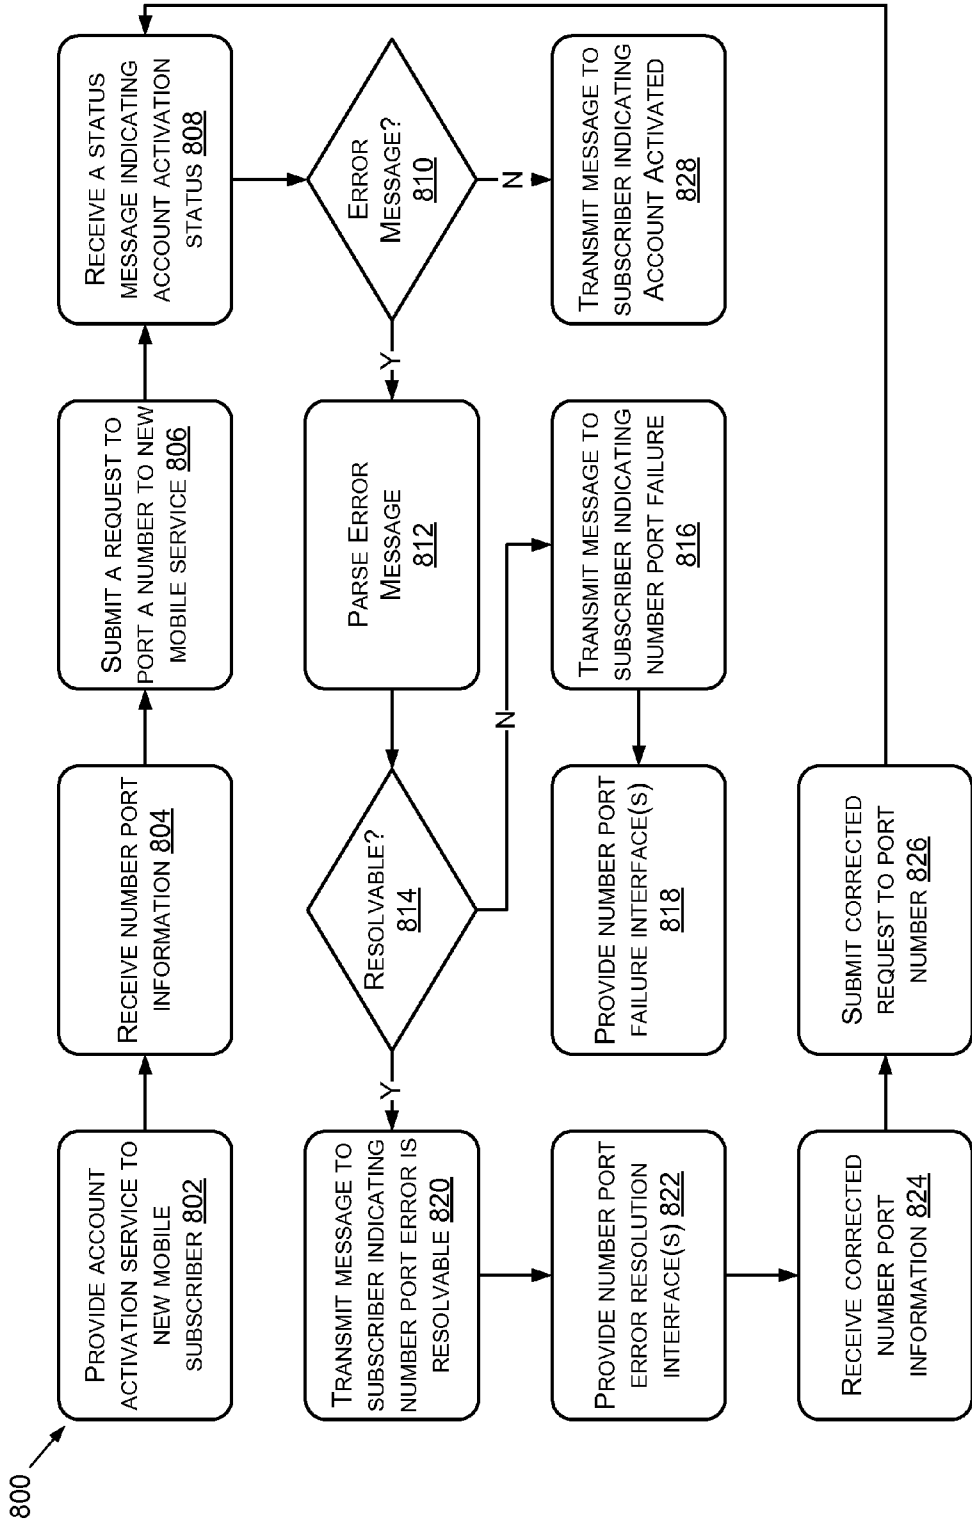 800
PROVIDE ACCOUNT
ACTIVATION SERVICE TO
NEW MOBILE
SUBSCRIBER 802
RECEIVE NUMBER PORT
INFORMATION 804
SUBMIT A REQUEST TO
PORT A NUMBER TO NEW
MOBILE SERVICE 806
RECEIVE A STATUS
MESSAGE INDICATING
ACCOUNT ACTIVATION
STATUS 808
ERROR
MESSAGE?
810
Y
N
PARSE ERROR
MESSAGE
812
RESOLVABLE?
814
Y
N
TRANSMIT MESSAGE TO
SUBSCRIBER INDICATING
NUMBER PORT ERROR IS
RESOLVABLE 820
PROVIDE NUMBER PORT
ERROR RESOLUTION
INTERFACE(S) 822
PROVIDE NUMBER PORT
FAILURE INTERFACE(S)
818
TRANSMIT MESSAGE TO
SUBSCRIBER INDICATING
NUMBER PORT FAILURE
816
TRANSMIT MESSAGE TO
SUBSCRIBER INDICATING
ACCOUNT ACTIVATED
828
RECEIVE CORRECTED
NUMBER PORT
INFORMATION 824
SUBMIT CORRECTED
REQUEST TO PORT
NUMBER 826